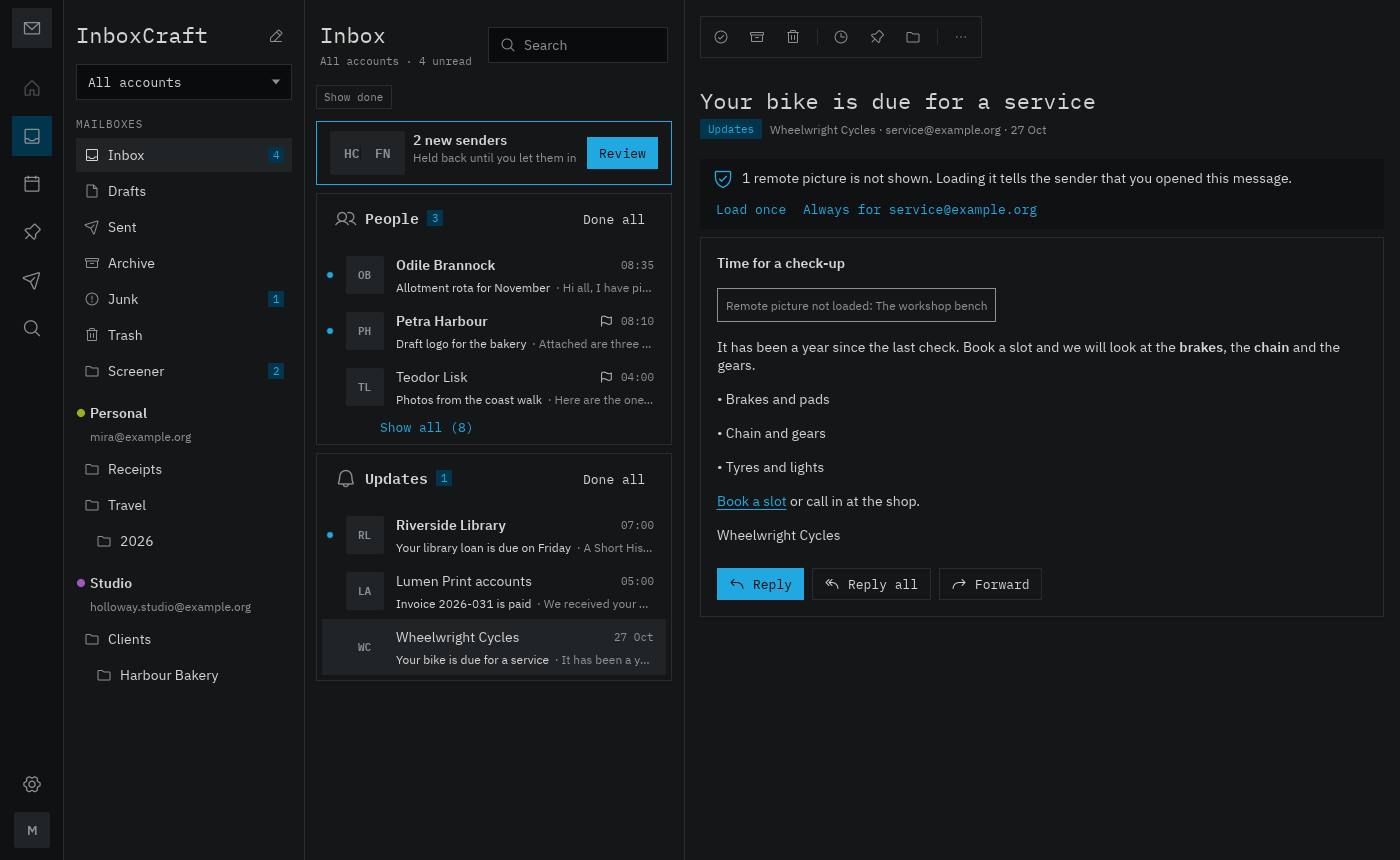 InboxCraft
All accounts
MAILBOXES
Inbox 4
Drafts
Sent
Archive
Junk 1
Trash
Screener 2
Personal
mira@example.org
Receipts
Travel
2026
Studio
holloway.studio@example.org
Clients
Harbour Bakery
M
Inbox
All accounts · 4 unread
Search
Show done
HC FN
2 new senders
Held back until you let them in
Review
People 3 Done all
OB
Odile Brannock 08:35
Allotment rota for November · Hi all, I have pi…
PH
Petra Harbour 08:10
Draft logo for the bakery · Attached are three …
TL
Teodor Lisk 04:00
Photos from the coast walk · Here are the one…
Show all (8)
Updates 1 Done all
RL
Riverside Library 07:00
Your library loan is due on Friday · A Short His…
LA
Lumen Print accounts 05:00
Invoice 2026-031 is paid · We received your …
WC
Wheelwright Cycles 27 Oct
Your bike is due for a service · It has been a y…
Your bike is due for a service
Updates Wheelwright Cycles · service@example.org · 27 Oct
1 remote picture is not shown. Loading it tells the sender that you opened this message.
Load once Always for service@example.org
Time for a check-up
Remote picture not loaded: The workshop bench
It has been a year since the last check. Book a slot and we will look at the brakes, the chain and the
gears.
• Brakes and pads
• Chain and gears
• Tyres and lights
Book a slot or call in at the shop.
Wheelwright Cycles
Reply Reply all Forward